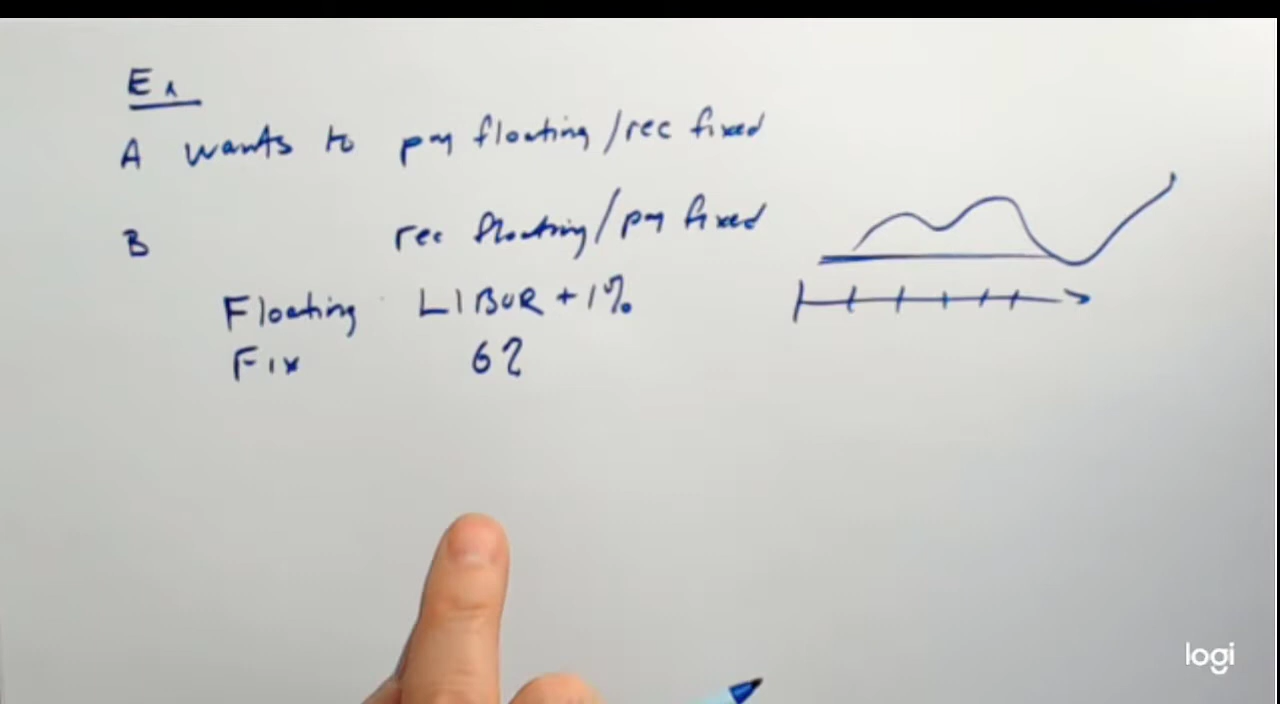 Ex
A wants to pay floating/rec fixed
B rec floating/pay fixed
Floating LIBOR + 1%
Fix 6%
logi